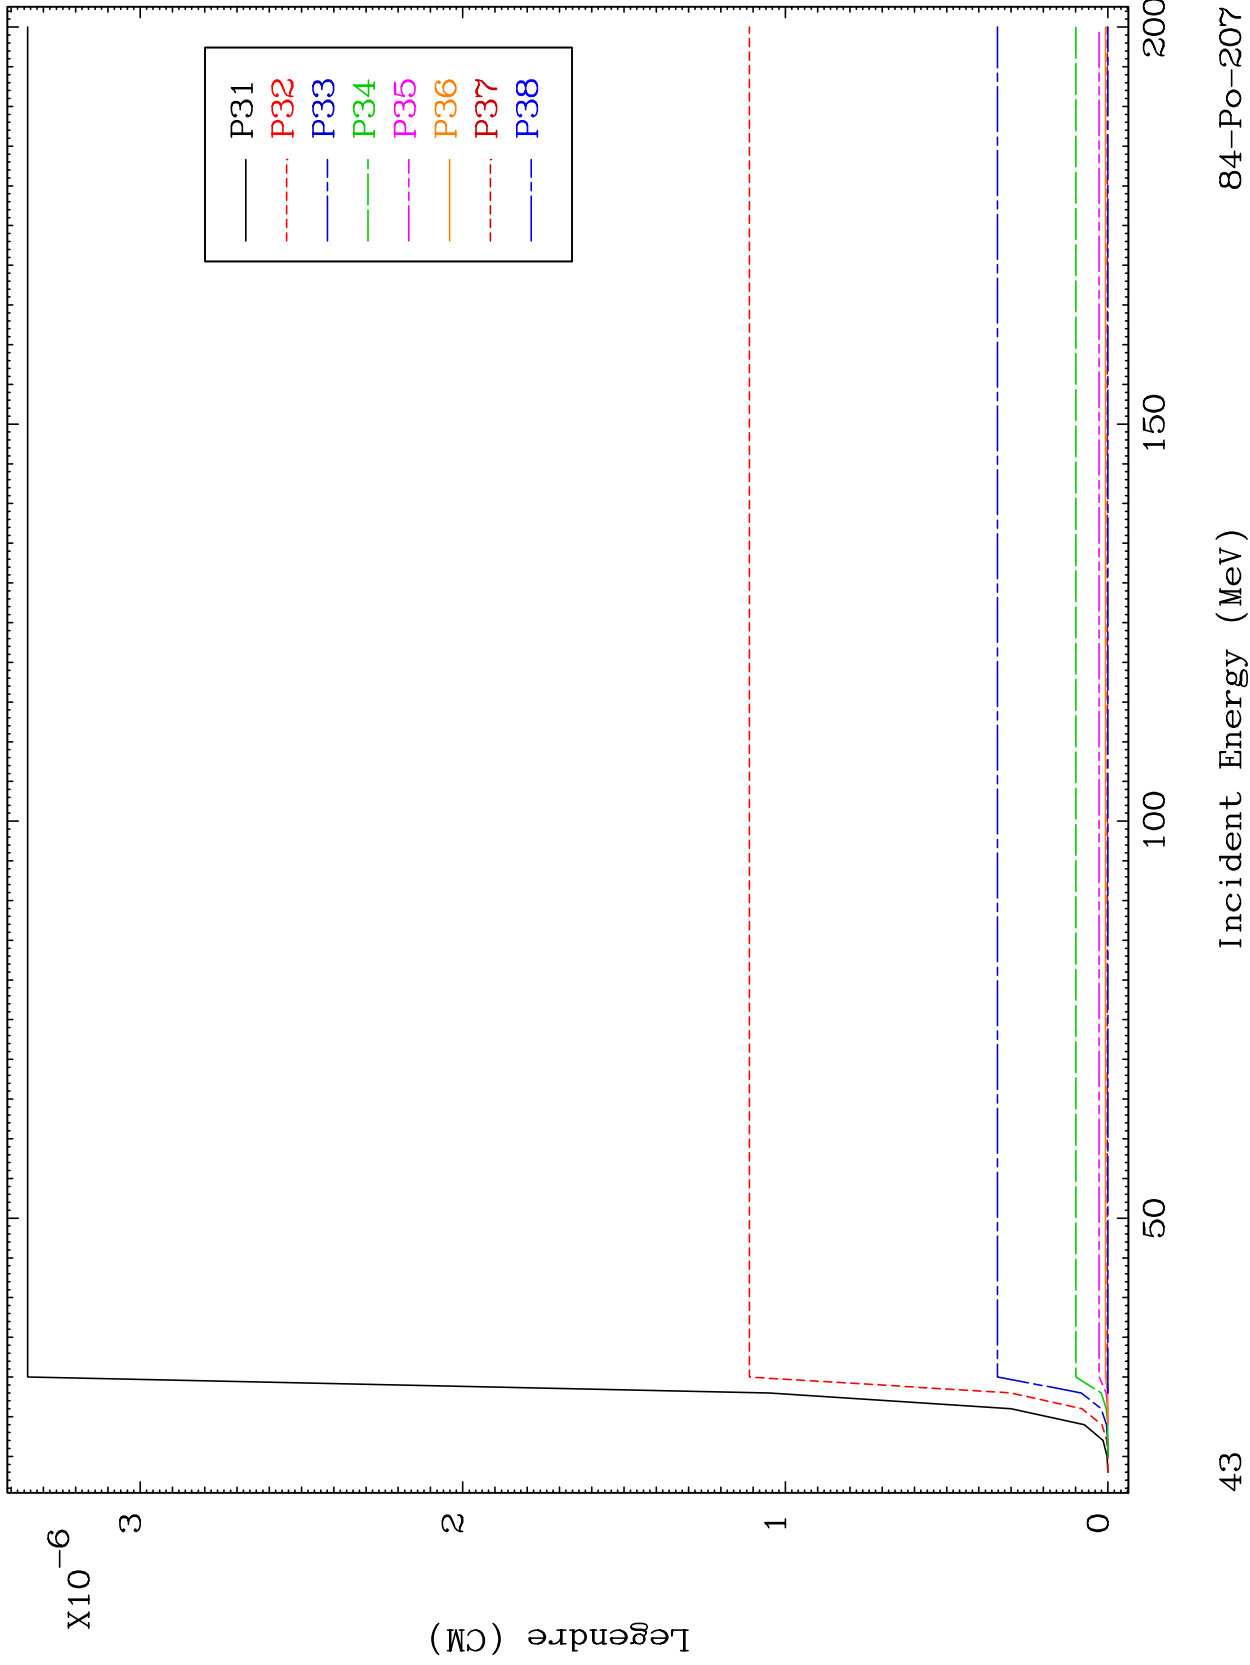 X10-6
3
2
1
0
Legendre (CM)
P31
P32
P33
P34
P35
P36
P37
P38
50
100
150
200
43
Incident Energy (MeV)
84-Po-207